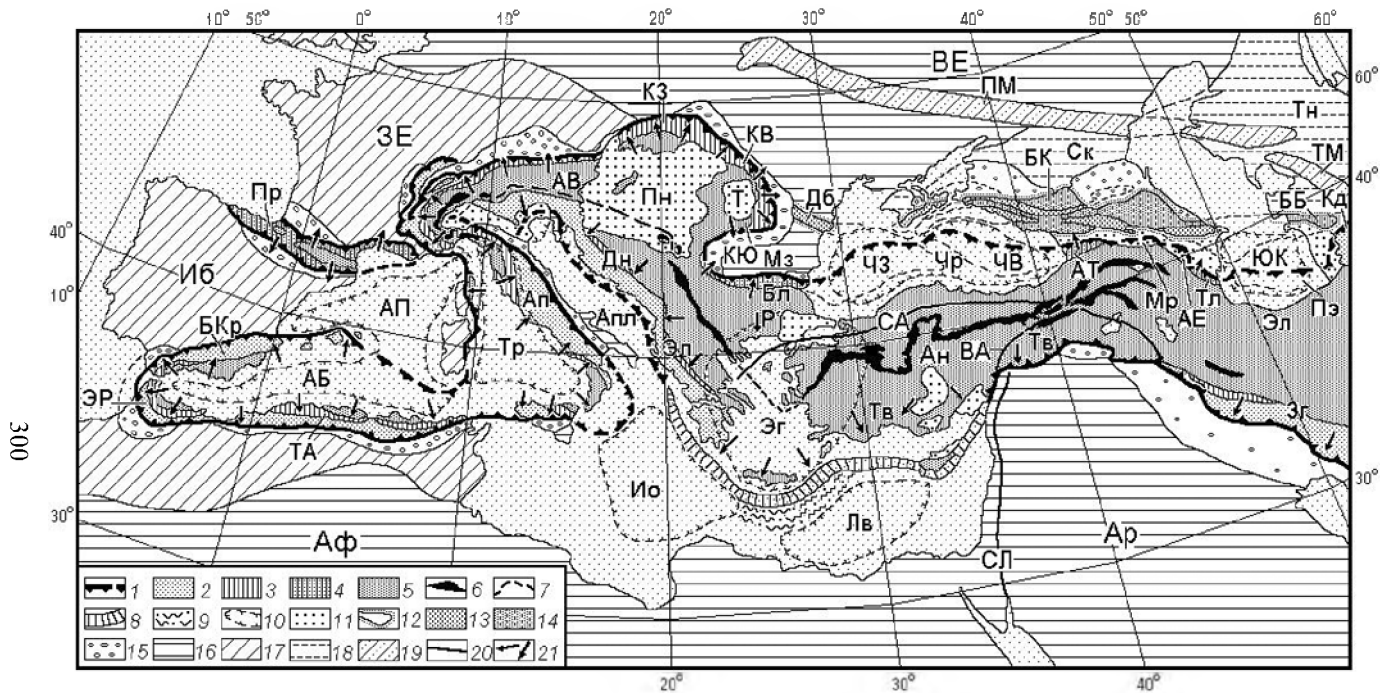 10° 50° 0° 10° 20° 30° 40° 50° 50° 60°
ВЕ
60°
КЗ
ПМ
ЗЕ
Тн
КВ
БК Ск
ТМ
40°
Пр
АВ
Пн
Т
Дб
ББ Кд
40°
Иб
Дн
КЮ Мз
ЧЗ Чр ЧВ
АТ
ЮК
10°
АП
Ап
Бл
Мр Тл
Пэ
БКр
Апл
Р
СА
АЕ Эл
Тр
Эл
Ан ВА Тв
АБ
ЭР
Эг
Тв
Зг
300
ТА
Ио
Лв
30°
30°
Аф
СЛ
Ар
1 2 3 4 5 6 7
8 9 10 11 12 13 14
15 16 17 18 19 20 21
20° 30° 40°